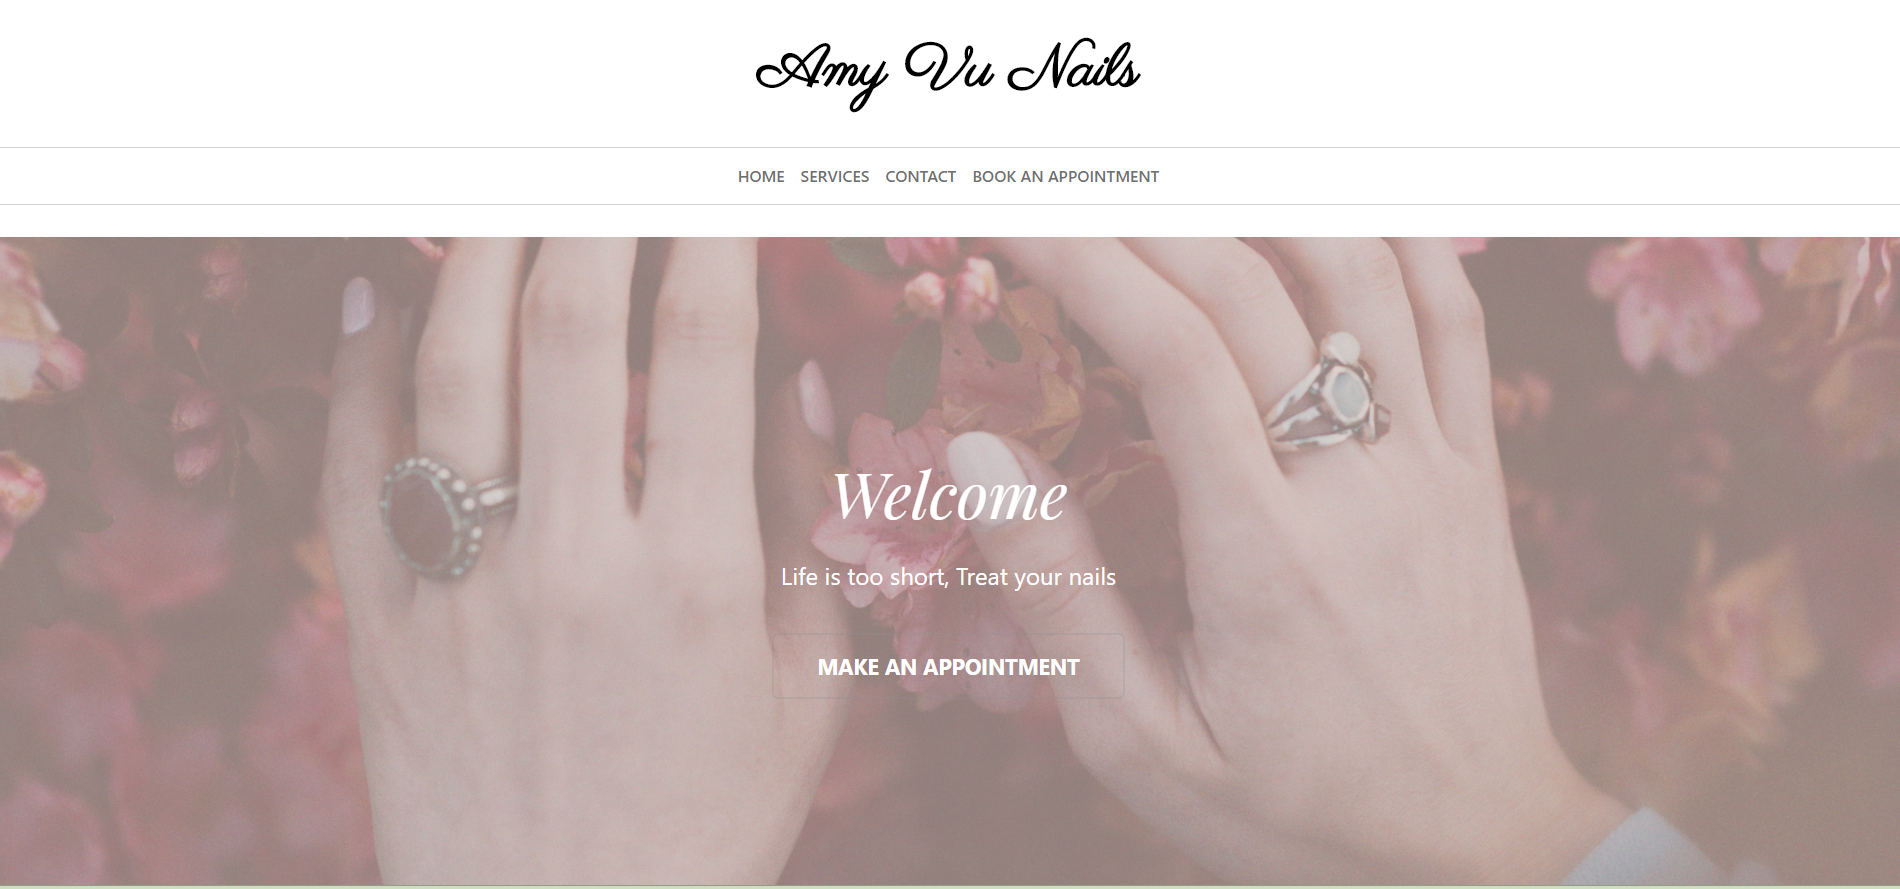 Amy Vu Nails
HOME SERVICES CONTACT BOOK AN APPOINTMENT
Welcome
Life is too short, Treat your nails
MAKE AN APPOINTMENT